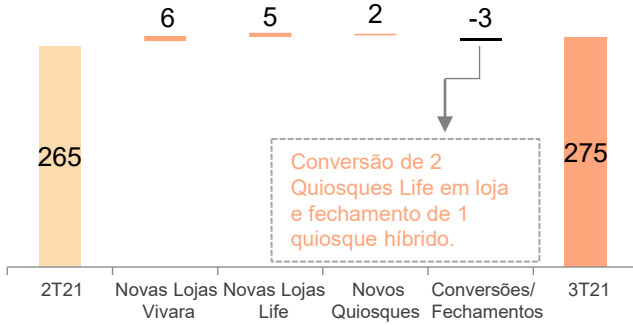 6
5
2
-3
265
275
Conversão de 2
Quiosques Life em loja
e fechamento de 1
quiosque híbrido.
2T21
Novas Lojas
Vivara
Novas Lojas
Life
Novos
Quiosques
Conversões/
Fechamentos
3T21